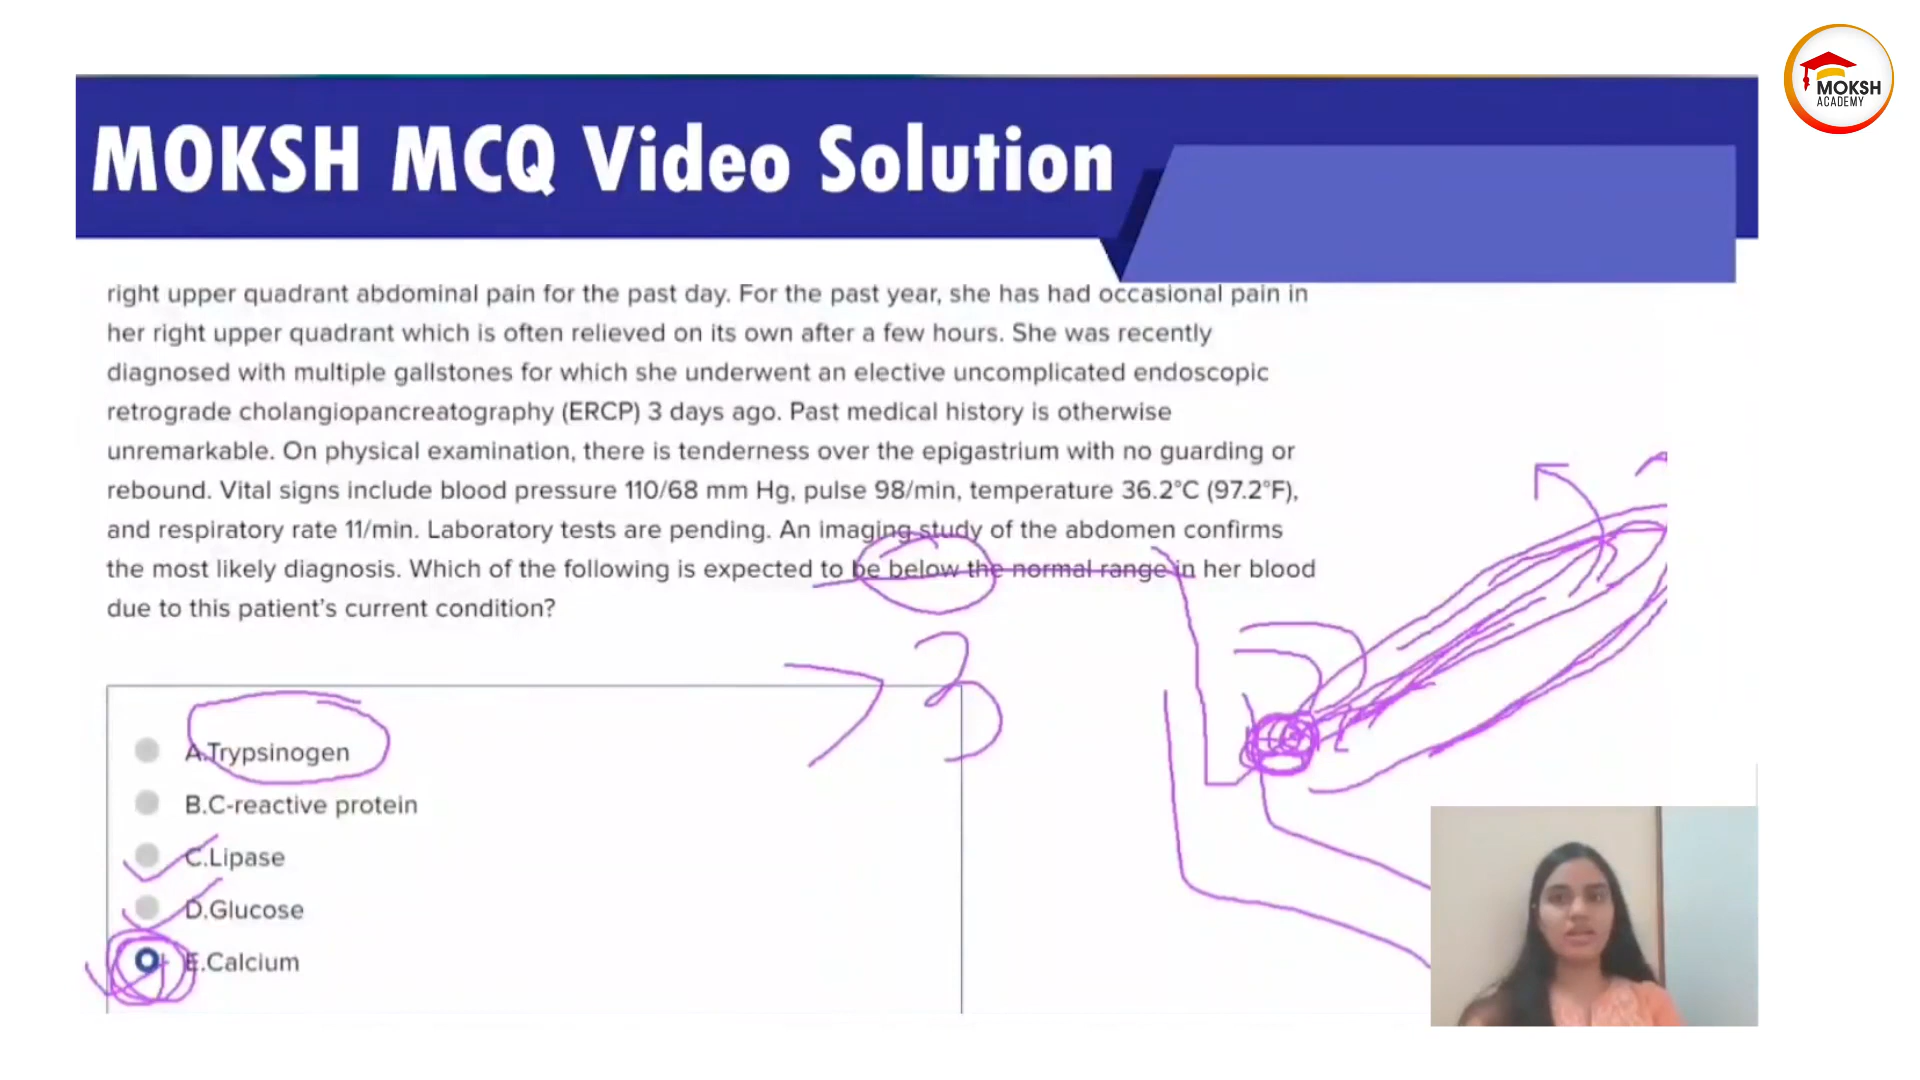 MOKSH
ACADEMY
MOKSH MCQ Video Solution
right upper quadrant abdominal pain for the past day. For the past year, she has had occasional pain in
her right upper quadrant which is often relieved on its own after a few hours. She was recently
diagnosed with multiple gallstones for which she underwent an elective uncomplicated endoscopic
retrograde cholangiopancreatography (ERCP) 3 days ago. Past medical history is otherwise
unremarkable. On physical examination, there is tenderness over the epigastrium with no guarding or
rebound. Vital signs include blood pressure 110/68 mm Hg, pulse 98/min, temperature 36.2°C (97.2°F),
and respiratory rate 11/min. Laboratory tests are pending. An imaging study of the abdomen confirms
the most likely diagnosis. Which of the following is expected to be below the normal range in her blood
due to this patient's current condition?
> 3
A.Trypsinogen
B.C-reactive protein
C.Lipase
D.Glucose
E.Calcium